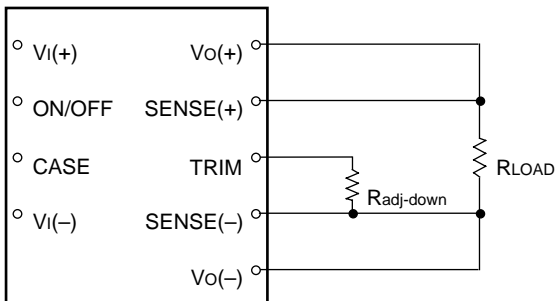 VI(+) VO(+)
ON/OFF SENSE(+)
CASE TRIM RLOAD
Radj-down
VI(–) SENSE(–)
VO(–)